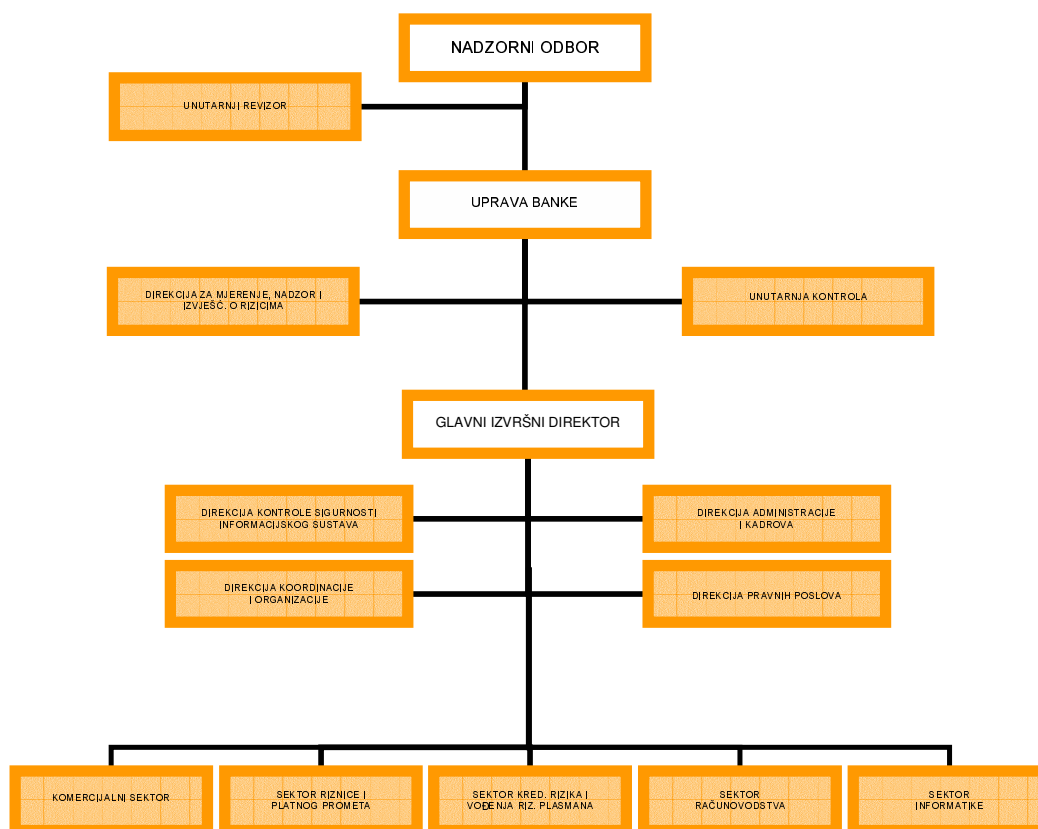 NADZORNI ODBOR
UNUTARNJI REVIZOR
UPRAVA BANKE
DIREKCIJA ZA MJERENJE, NADZOR I
IZVJEŠĆ. O RIZICIMA
UNUTARNJA KONTROLA
GLAVNI IZVRŠNI DIREKTOR
DIREKCIJA KONTROLE SIGURNOSTI
INFORMACIJSKOG SUSTAVA
DIREKCIJA ADMINISTRACIJE
I KADROVA
DIREKCIJA KOORDINACIJE
I ORGANIZACIJE
DIREKCIJA PRAVNIH POSLOVA
KOMERCIJALNI SEKTOR
SEKTOR RIZNICE I
PLATNOG PROMETA
SEKTOR KRED. RIZIKA I
VOĐENJA RIZ. PLASMANA
SEKTOR
RAČUNOVODSTVA
SEKTOR
INFORMATIKE